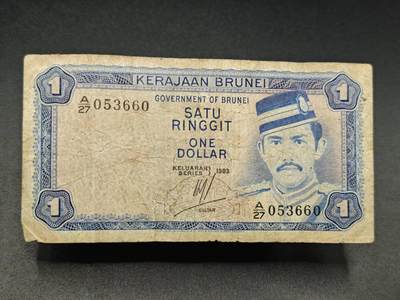 KERAJAAN BRUNEI
1
1
A/27 053660
GOVERNMENT OF BRUNEI
SATU
RINGGIT
ONE
DOLLAR
KELUARAN
SERIES 1983
SULTAN
A/27 053660
1
1